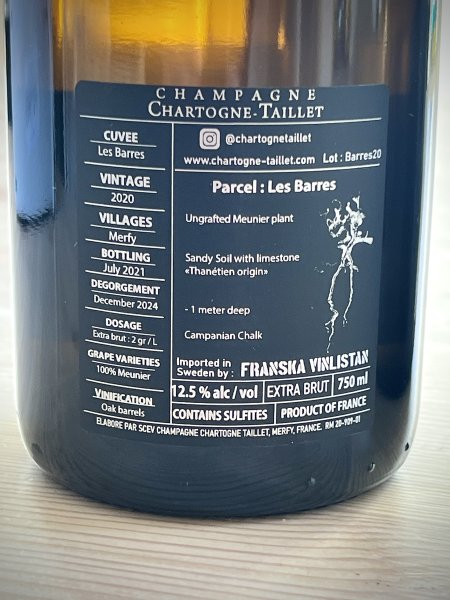 CHAMPAGNE
CHARTOGNE-TAILLET
CUVEE
Les Barres
VINTAGE
2020
VILLAGES
Merfy
BOTTLING
July 2021
DEGORGEMENT
December 2024
DOSAGE
Extra brut : 2 gr / L
GRAPE VARIETIES
100% Meunier
VINIFICATION
Oak barrels
@chartognetaillet
www.chartogne-taillet.com Lot : Barres20
Parcel : Les Barres
Ungrafted Meunier plant
Sandy Soil with limestone
«Thanétien origin»
- 1 meter deep
Campanian Chalk
Imported in
Sweden by : FRANSKA VINLISTAN
12.5 % alc / vol EXTRA BRUT 750 ml
CONTAINS SULFITES PRODUCT OF FRANCE
ELABORE PAR SCEV CHAMPAGNE CHARTOGNE TAILLET, MERFY, FRANCE. RM 20-909-01